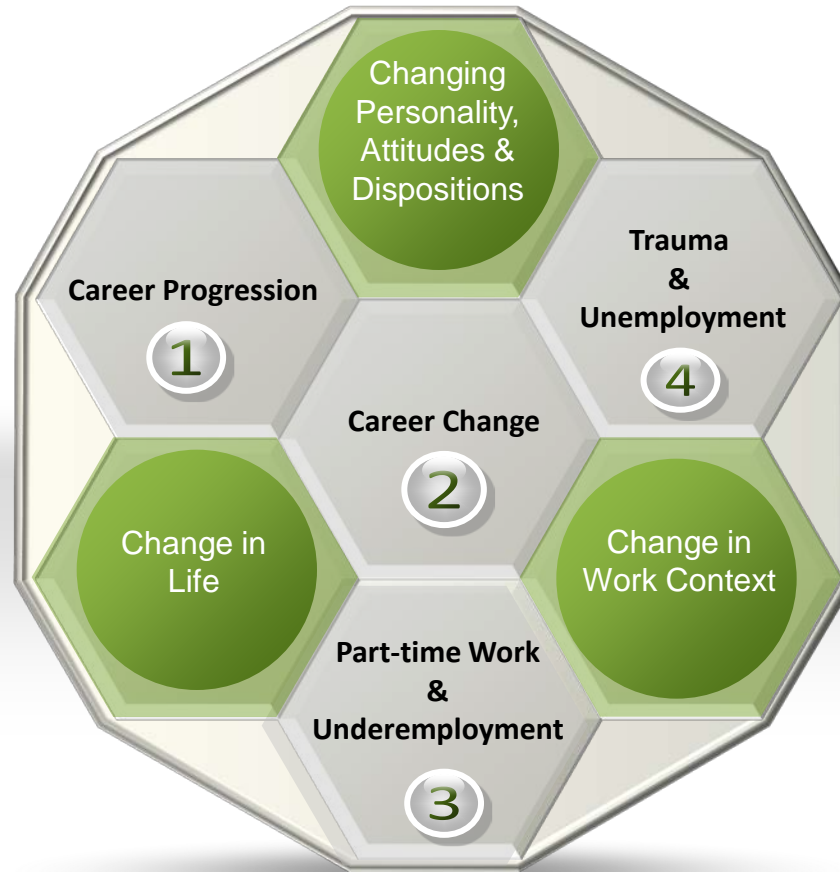 Changing
Personality,
Attitudes &
Dispositions
Career Progression
1
Trauma
&
Unemployment
4
Career Change
2
Change in
Life
Change in
Work Context
Part-time Work
&
Underemployment
3